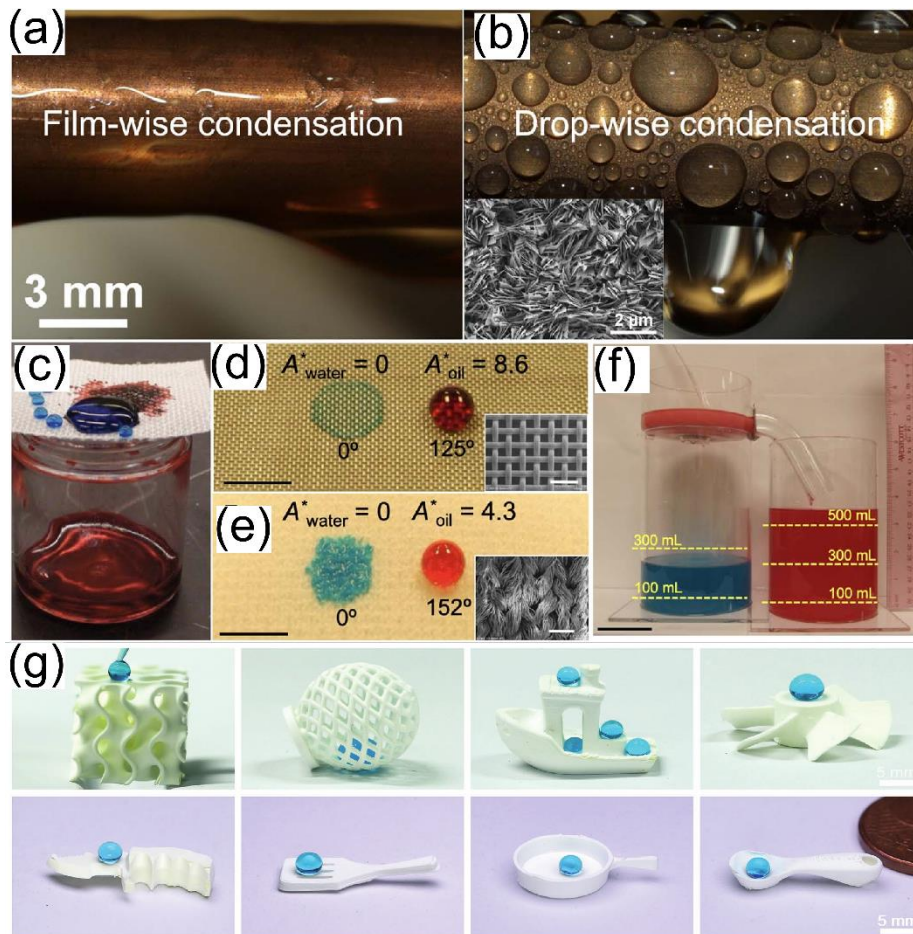 (a)
Film-wise condensation
3 mm
(b)
Drop-wise condensation
2 µm
(c)
(d)
A*water = 0 A*oil = 8.6
0º 125º
(e)
A*water = 0 A*oil = 4.3
0º 152º
(f)
300 mL
100 mL
500 mL
300 mL
100 mL
(g)
5 mm
5 mm